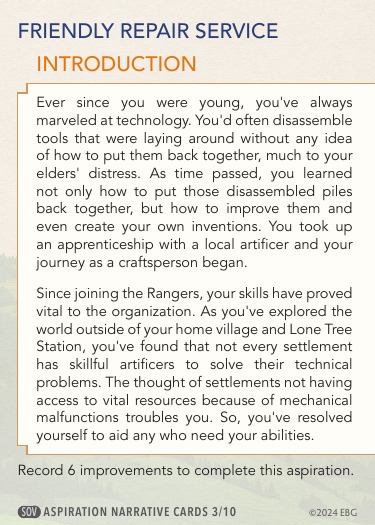 FRIENDLY REPAIR SERVICE
INTRODUCTION
Ever since you were young, you've always
marveled at technology. You'd often disassemble
tools that were laying around without any idea
of how to put them back together, much to your
elders' distress. As time passed, you learned
not only how to put those disassembled piles
back together, but how to improve them and
even create your own inventions. You took up
an apprenticeship with a local artificer and your
journey as a craftsperson began.
Since joining the Rangers, your skills have proved
vital to the organization. As you've explored the
world outside of your home village and Lone Tree
Station, you've found that not every settlement
has skillful artificers to solve their technical
problems. The thought of settlements not having
access to vital resources because of mechanical
malfunctions troubles you. So, you've resolved
yourself to aid any who need your abilities.
Record 6 improvements to complete this aspiration.
SOV ASPIRATION NARRATIVE CARDS 3/10 ©2024 EBG